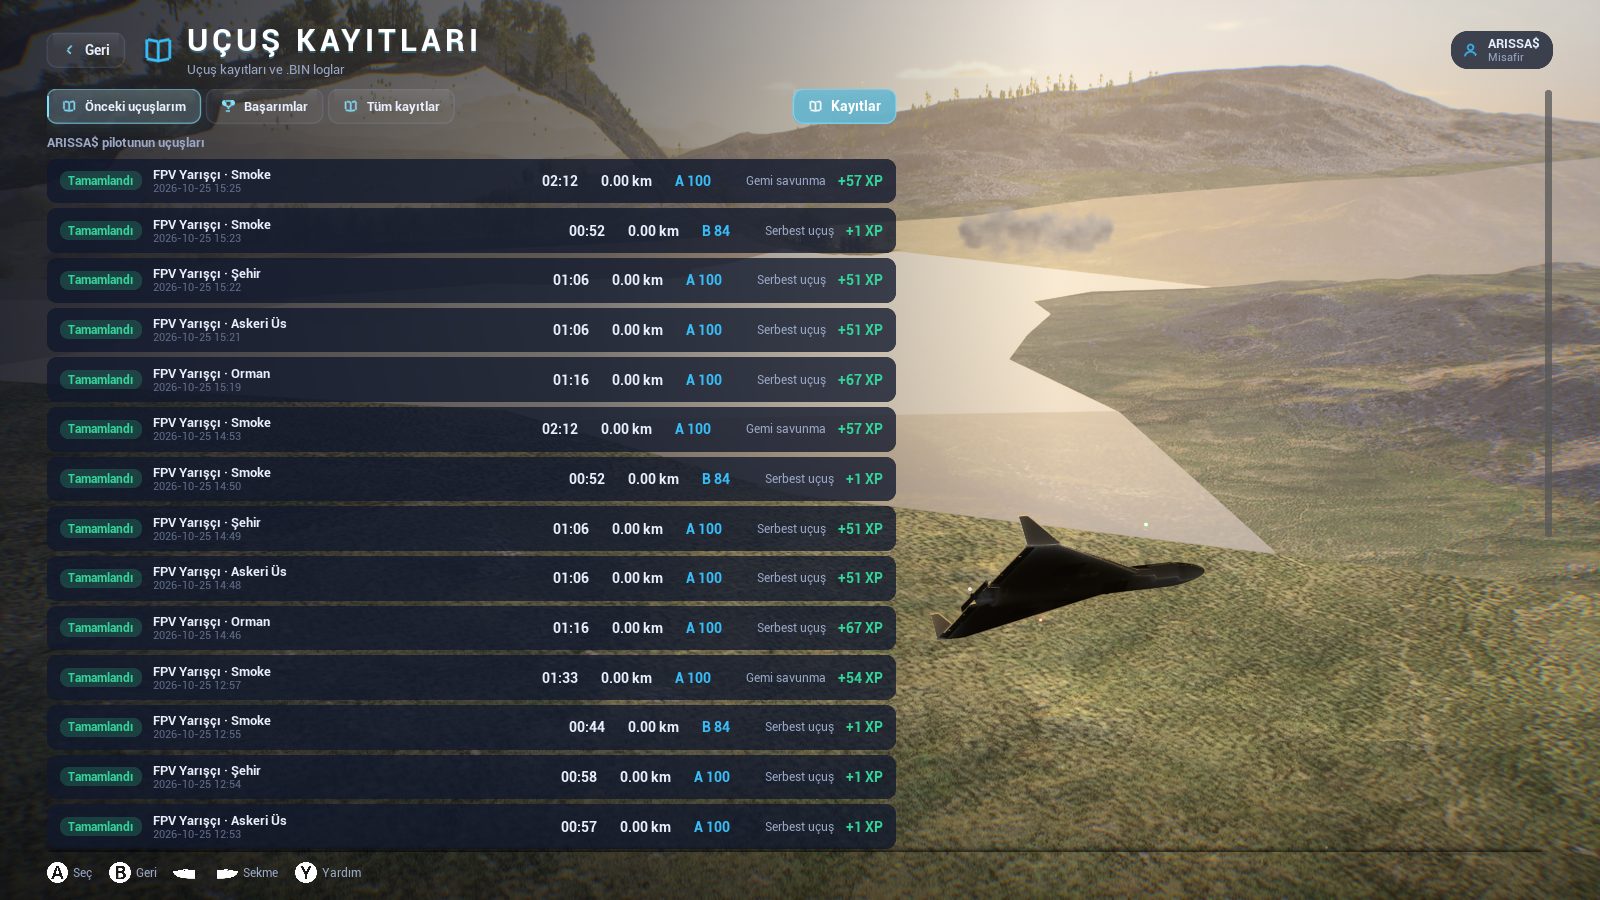 Geri
UÇUŞ KAYITLARI
Uçuş kayıtları ve .BIN loglar
ARISSA$
Misafir
Önceki uçuşlarım Başarımlar Tüm kayıtlar Kayıtlar
ARISSA$ pilotunun uçuşları
Tamamlandı FPV Yarışçı · Smoke 02:12 0.00 km A 100 Gemi savunma +57 XP
2026-10-25 15:25
Tamamlandı FPV Yarışçı · Smoke 00:52 0.00 km B 84 Serbest uçuş +1 XP
2026-10-25 15:23
Tamamlandı FPV Yarışçı · Şehir 01:06 0.00 km A 100 Serbest uçuş +51 XP
2026-10-25 15:22
Tamamlandı FPV Yarışçı · Askeri Üs 01:06 0.00 km A 100 Serbest uçuş +51 XP
2026-10-25 15:21
Tamamlandı FPV Yarışçı · Orman 01:16 0.00 km A 100 Serbest uçuş +67 XP
2026-10-25 15:19
Tamamlandı FPV Yarışçı · Smoke 02:12 0.00 km A 100 Gemi savunma +57 XP
2026-10-25 14:53
Tamamlandı FPV Yarışçı · Smoke 00:52 0.00 km B 84 Serbest uçuş +1 XP
2026-10-25 14:50
Tamamlandı FPV Yarışçı · Şehir 01:06 0.00 km A 100 Serbest uçuş +51 XP
2026-10-25 14:49
Tamamlandı FPV Yarışçı · Askeri Üs 01:06 0.00 km A 100 Serbest uçuş +51 XP
2026-10-25 14:48
Tamamlandı FPV Yarışçı · Orman 01:16 0.00 km A 100 Serbest uçuş +67 XP
2026-10-25 14:46
Tamamlandı FPV Yarışçı · Smoke 01:33 0.00 km A 100 Gemi savunma +54 XP
2026-10-25 12:57
Tamamlandı FPV Yarışçı · Smoke 00:44 0.00 km B 84 Serbest uçuş +1 XP
2026-10-25 12:55
Tamamlandı FPV Yarışçı · Şehir 00:58 0.00 km A 100 Serbest uçuş +1 XP
2026-10-25 12:54
Tamamlandı FPV Yarışçı · Askeri Üs 00:57 0.00 km A 100 Serbest uçuş +1 XP
2026-10-25 12:53
A Seç B Geri Sekme Y Yardım